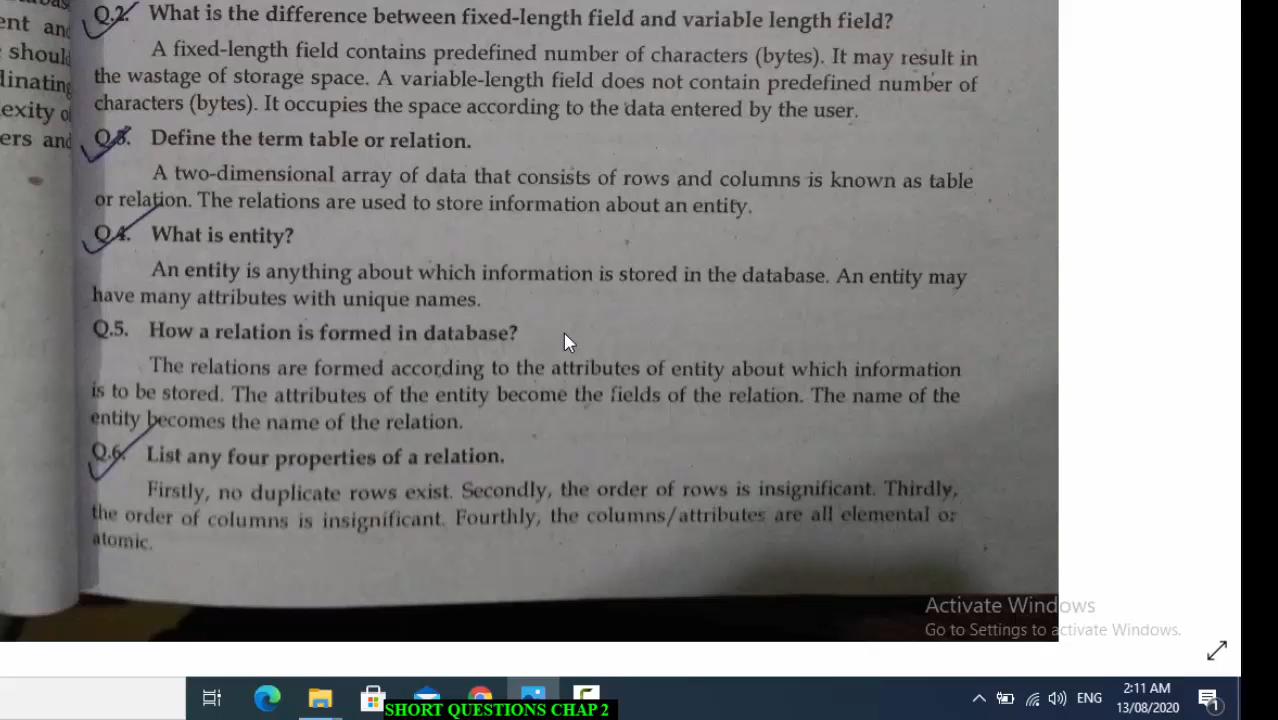 ent and
shoul
linating
exity o
ers and
Q.2. What is the difference between fixed-length field and variable length field?
A fixed-length field contains predefined number of characters (bytes). It may result in
the wastage of storage space. A variable-length field does not contain predefined number of
characters (bytes). It occupies the space according to the data entered by the user.
Q.3. Define the term table or relation.
A two-dimensional array of data that consists of rows and columns is known as table
or relation. The relations are used to store information about an entity.
Q.4. What is entity?
An entity is anything about which information is stored in the database. An entity may
have many attributes with unique names.
Q.5. How a relation is formed in database?
The relations are formed according to the attributes of entity about which information
is to be stored. The attributes of the entity become the fields of the relation. The name of the
entity becomes the name of the relation.
Q.6. List any four properties of a relation.
Firstly, no duplicate rows exist. Secondly, the order of rows is insignificant. Thirdly,
the order of columns is insignificant. Fourthly, the columns/attributes are all elemental or
atomic.
Activate Windows
Go to Settings to activate Windows.
ENG
2:11 AM
13/08/2020
1
SHORT QUESTIONS CHAP 2